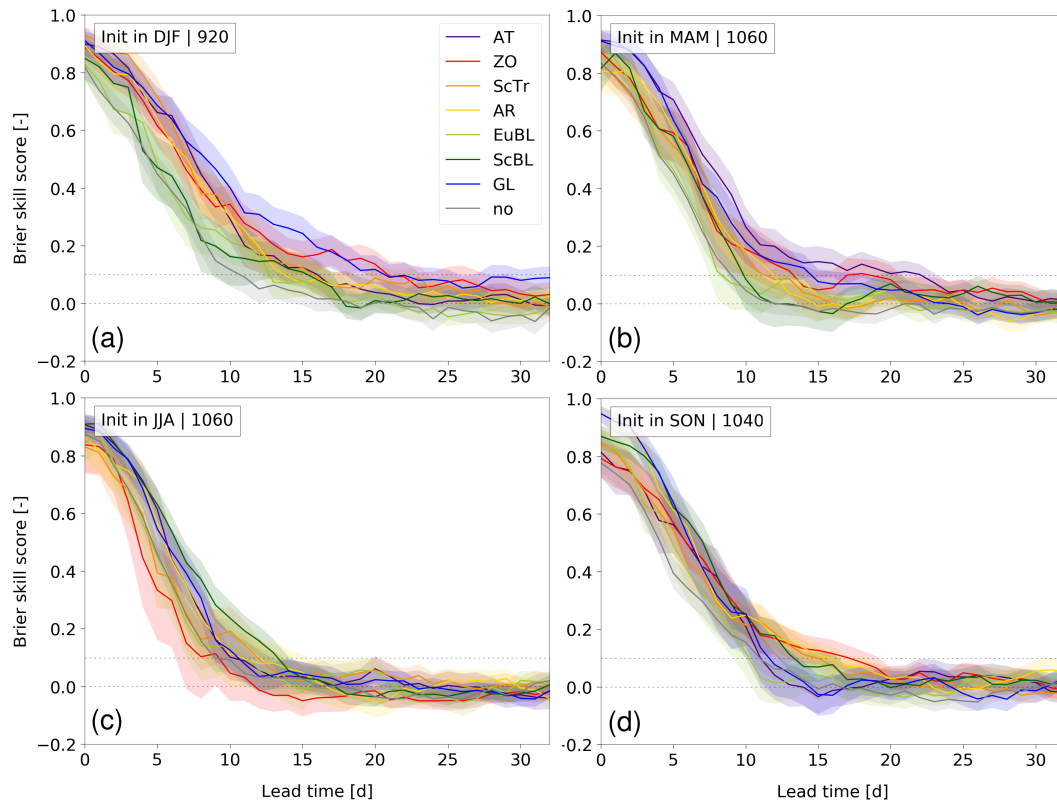 Init in DJF | 920
Brier skill score [-]
1.0
0.8
0.6
0.4
0.2
0.0
−0.2
0
5
10
15
20
25
30
(a)
AT
ZO
ScTr
AR
EuBL
ScBL
GL
no
Init in MAM | 1060
Brier skill score [-]
1.0
0.8
0.6
0.4
0.2
0.0
-0.2
0
5
10
15
20
25
30
(b)
Init in JJA | 1060
Brier skill score [-]
1.0
0.8
0.6
0.4
0.2
0.0
−0.2
0
5
10
15
20
25
30
(c)
Lead time [d]
Init in SON | 1040
Brier skill score [-]
1.0
0.8
0.6
0.4
0.2
0.0
-0.2
0
5
10
15
20
25
30
(d)
Lead time [d]